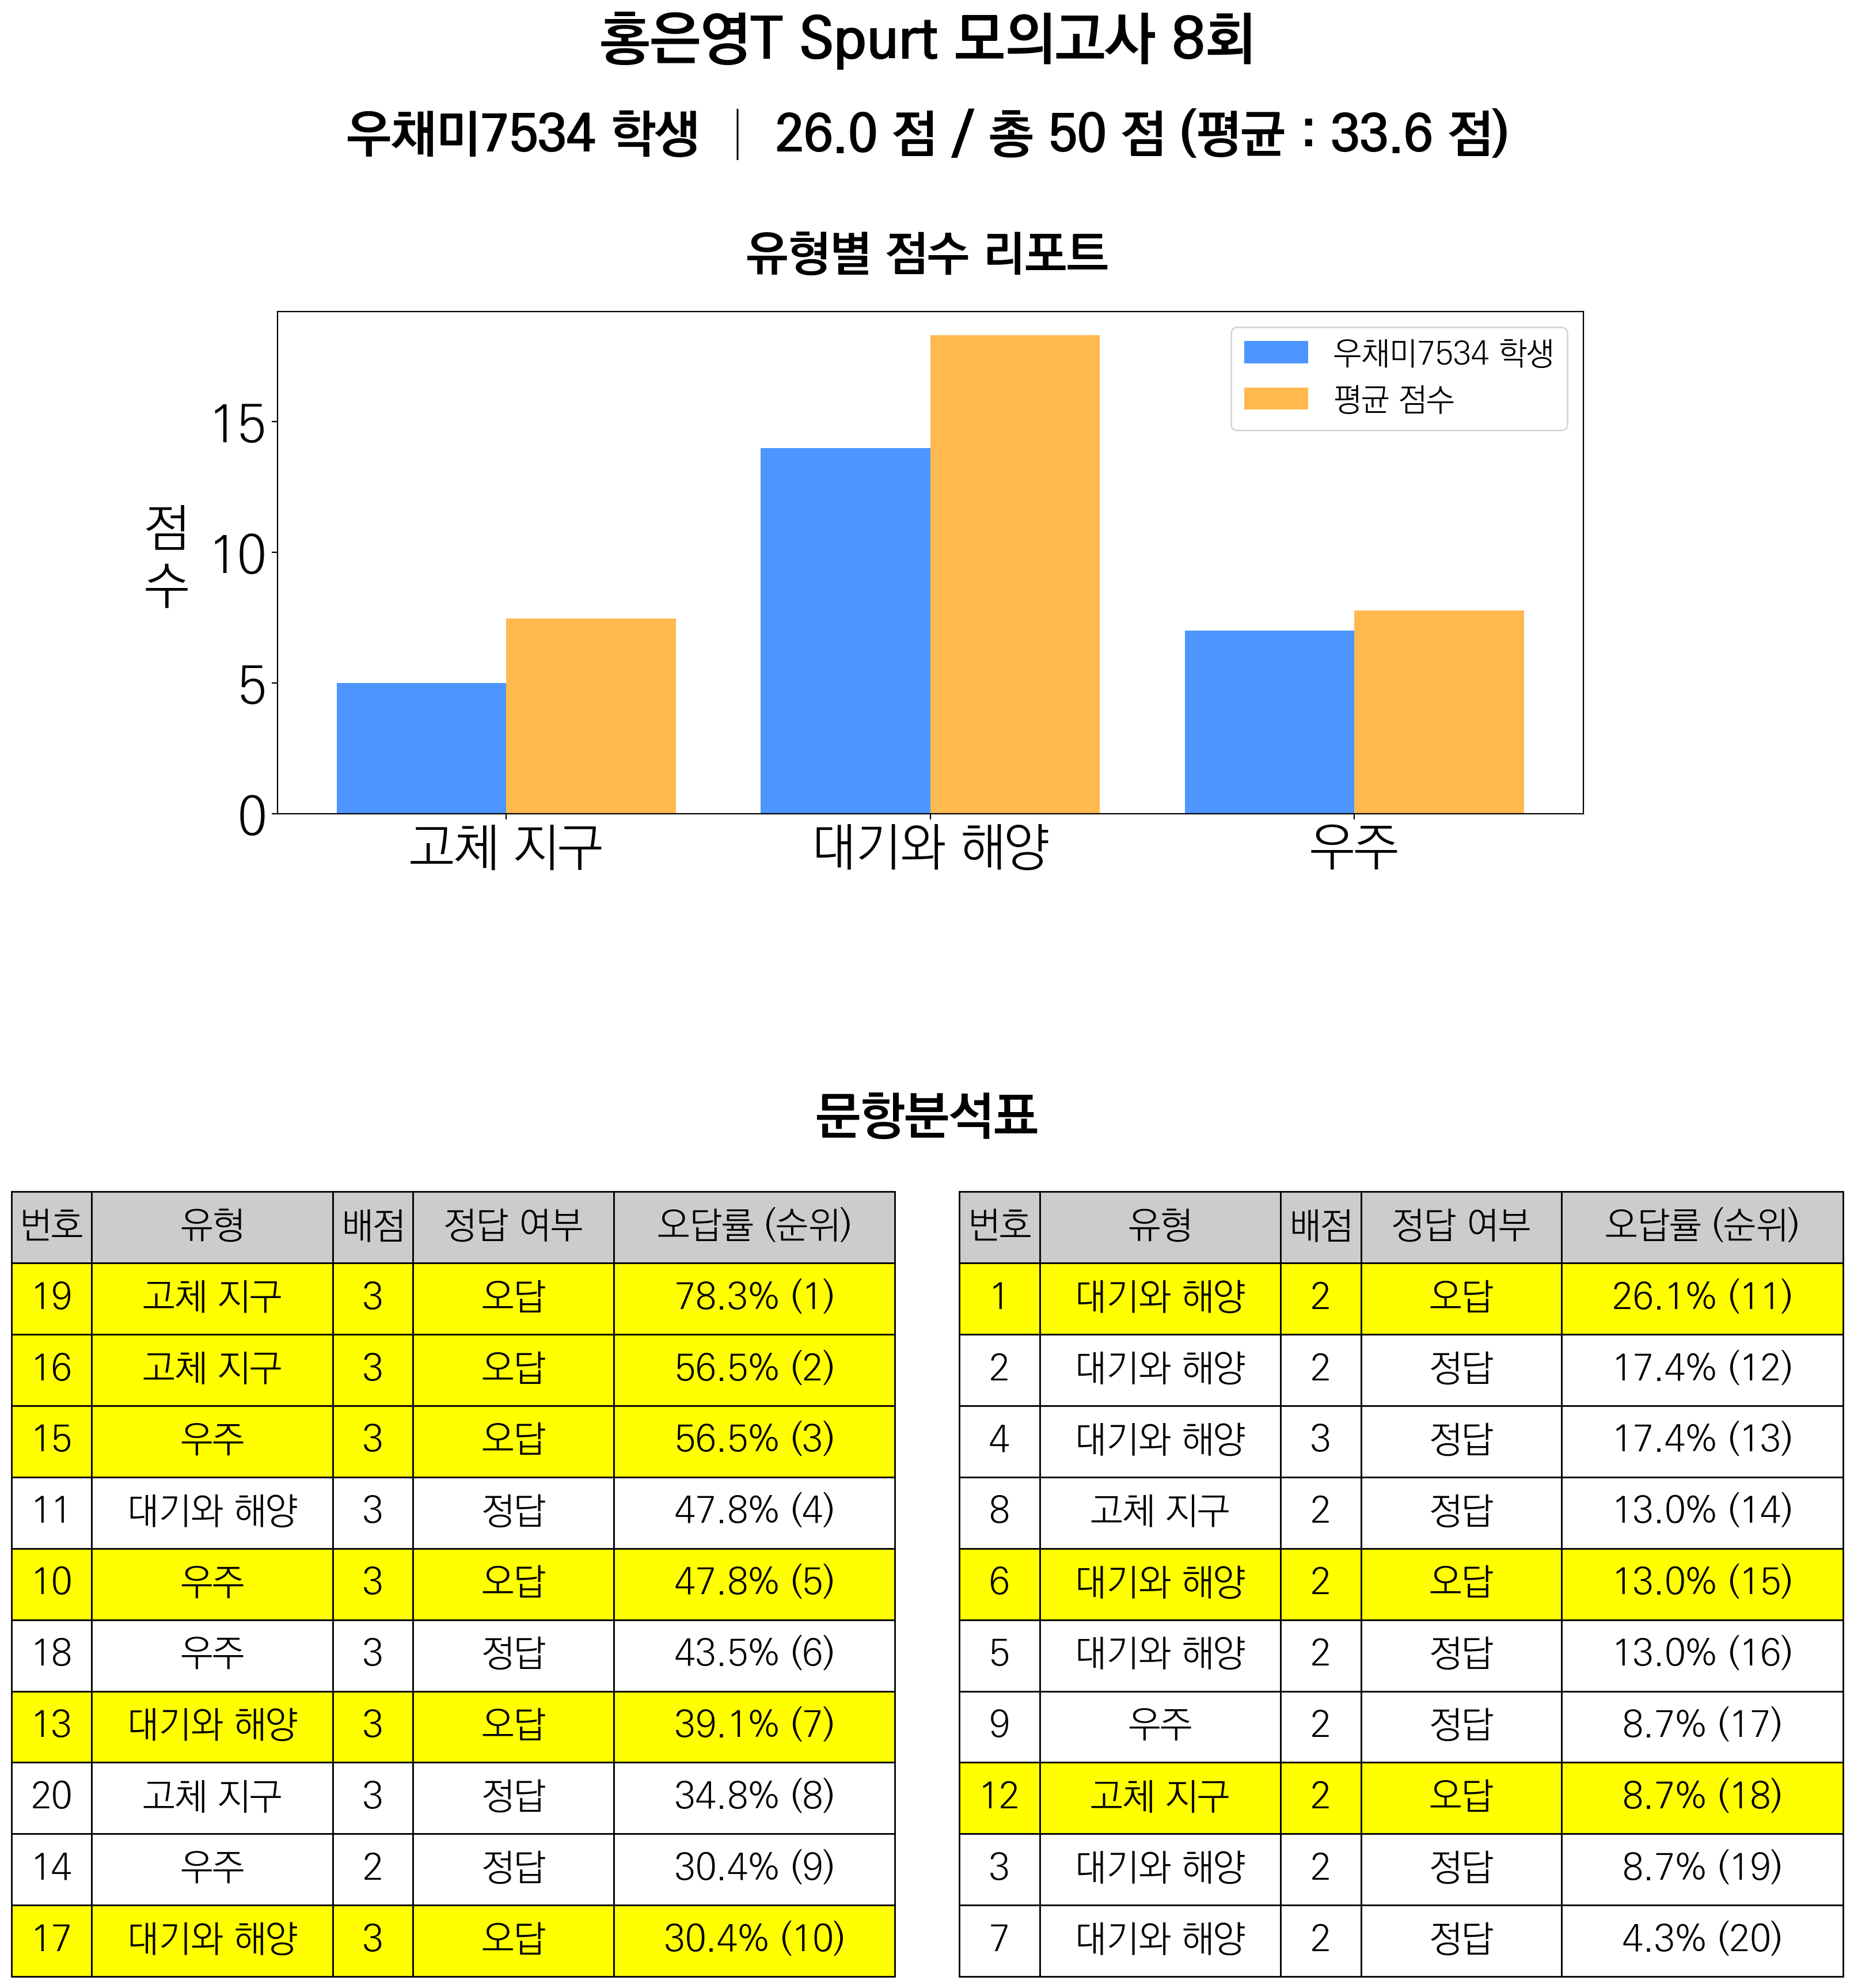 홍은영T Spurt 모의고사 8회
우채미7534 학생 │ 26.0 점 / 총 50 점 (평균 : 33.6 점)
유형별 점수 리포트
우채미7534 학생
평균 점수
점
수
15
10
5
0
고체 지구 대기와 해양 우주
문항분석표
번호 유형 배점 정답 여부 오답률 (순위)
19 고체 지구 3 오답 78.3% (1)
16 고체 지구 3 오답 56.5% (2)
15 우주 3 오답 56.5% (3)
11 대기와 해양 3 정답 47.8% (4)
10 우주 3 오답 47.8% (5)
18 우주 3 정답 43.5% (6)
13 대기와 해양 3 오답 39.1% (7)
20 고체 지구 3 정답 34.8% (8)
14 우주 2 정답 30.4% (9)
17 대기와 해양 3 오답 30.4% (10)
번호 유형 배점 정답 여부 오답률 (순위)
1 대기와 해양 2 오답 26.1% (11)
2 대기와 해양 2 정답 17.4% (12)
4 대기와 해양 3 정답 17.4% (13)
8 고체 지구 2 정답 13.0% (14)
6 대기와 해양 2 오답 13.0% (15)
5 대기와 해양 2 정답 13.0% (16)
9 우주 2 정답 8.7% (17)
12 고체 지구 2 오답 8.7% (18)
3 대기와 해양 2 정답 8.7% (19)
7 대기와 해양 2 정답 4.3% (20)